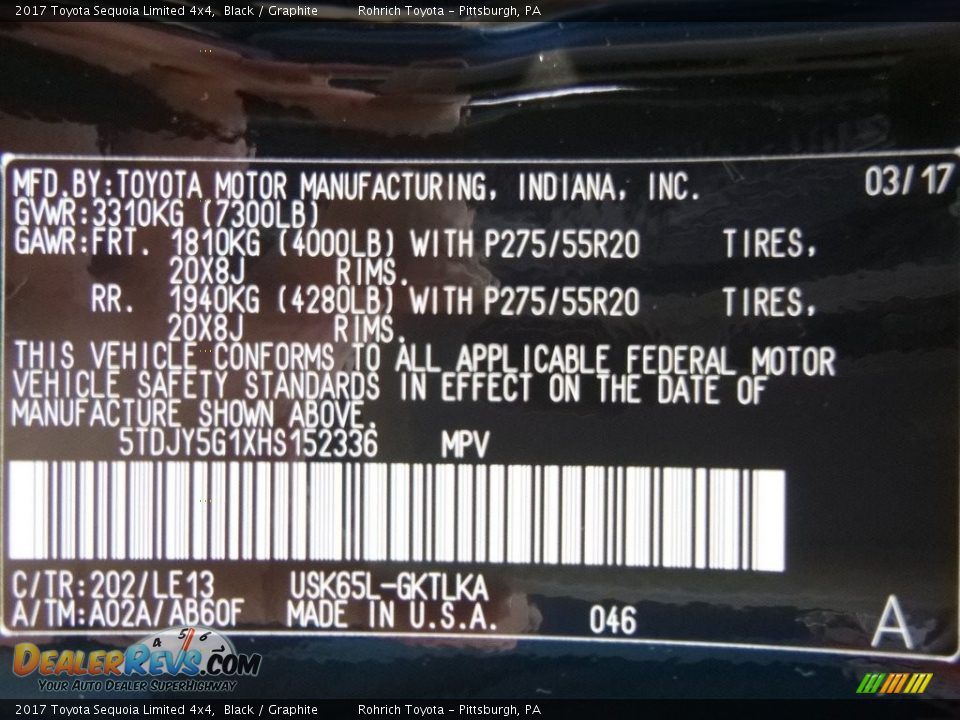 2017 Toyota Sequoia Limited 4x4, Black / Graphite Rohrich Toyota - Pittsburgh, PA
MFD.BY:TOYOTA MOTOR MANUFACTURING, INDIANA, INC. 03/17
GVWR:3310KG (7300LB)
GAWR:FRT. 1810KG (4000LB) WITH P275/55R20 TIRES,
20X8J RIMS.
RR. 1940KG (4280LB) WITH P275/55R20 TIRES,
20X8J RIMS.
THIS VEHICLE CONFORMS TO ALL APPLICABLE FEDERAL MOTOR
VEHICLE SAFETY STANDARDS IN EFFECT ON THE DATE OF
MANUFACTURE SHOWN ABOVE.
5TDJY5G1XHS152336 MPV
C/TR:202/LE13 USK65L-GKTLKA
A/TM:A02A/AB60F MADE IN U.S.A. 046 A
4 5 6
DEALERREVS.COM
YOUR AUTO DEALER SUPERHIGHWAY
2017 Toyota Sequoia Limited 4x4, Black / Graphite Rohrich Toyota - Pittsburgh, PA